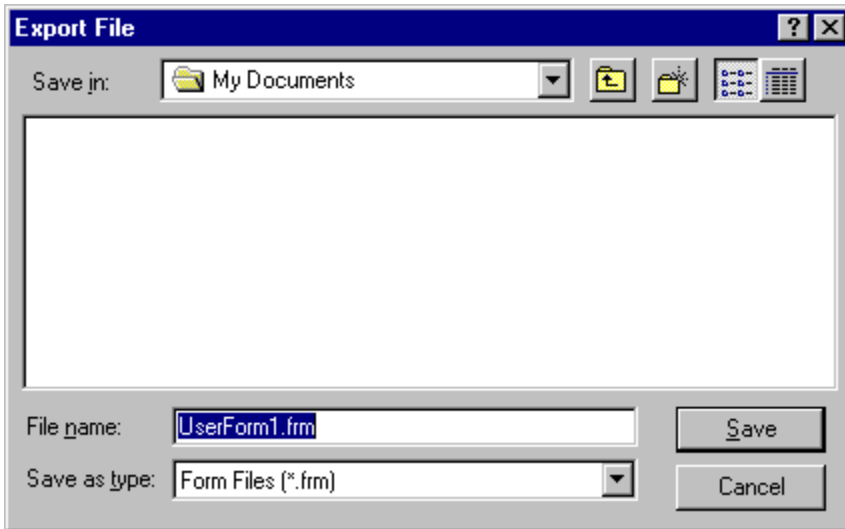 Export File
Save in: My Documents
File name: UserForm1.frm Save
Save as type: Form Files (*.frm) Cancel